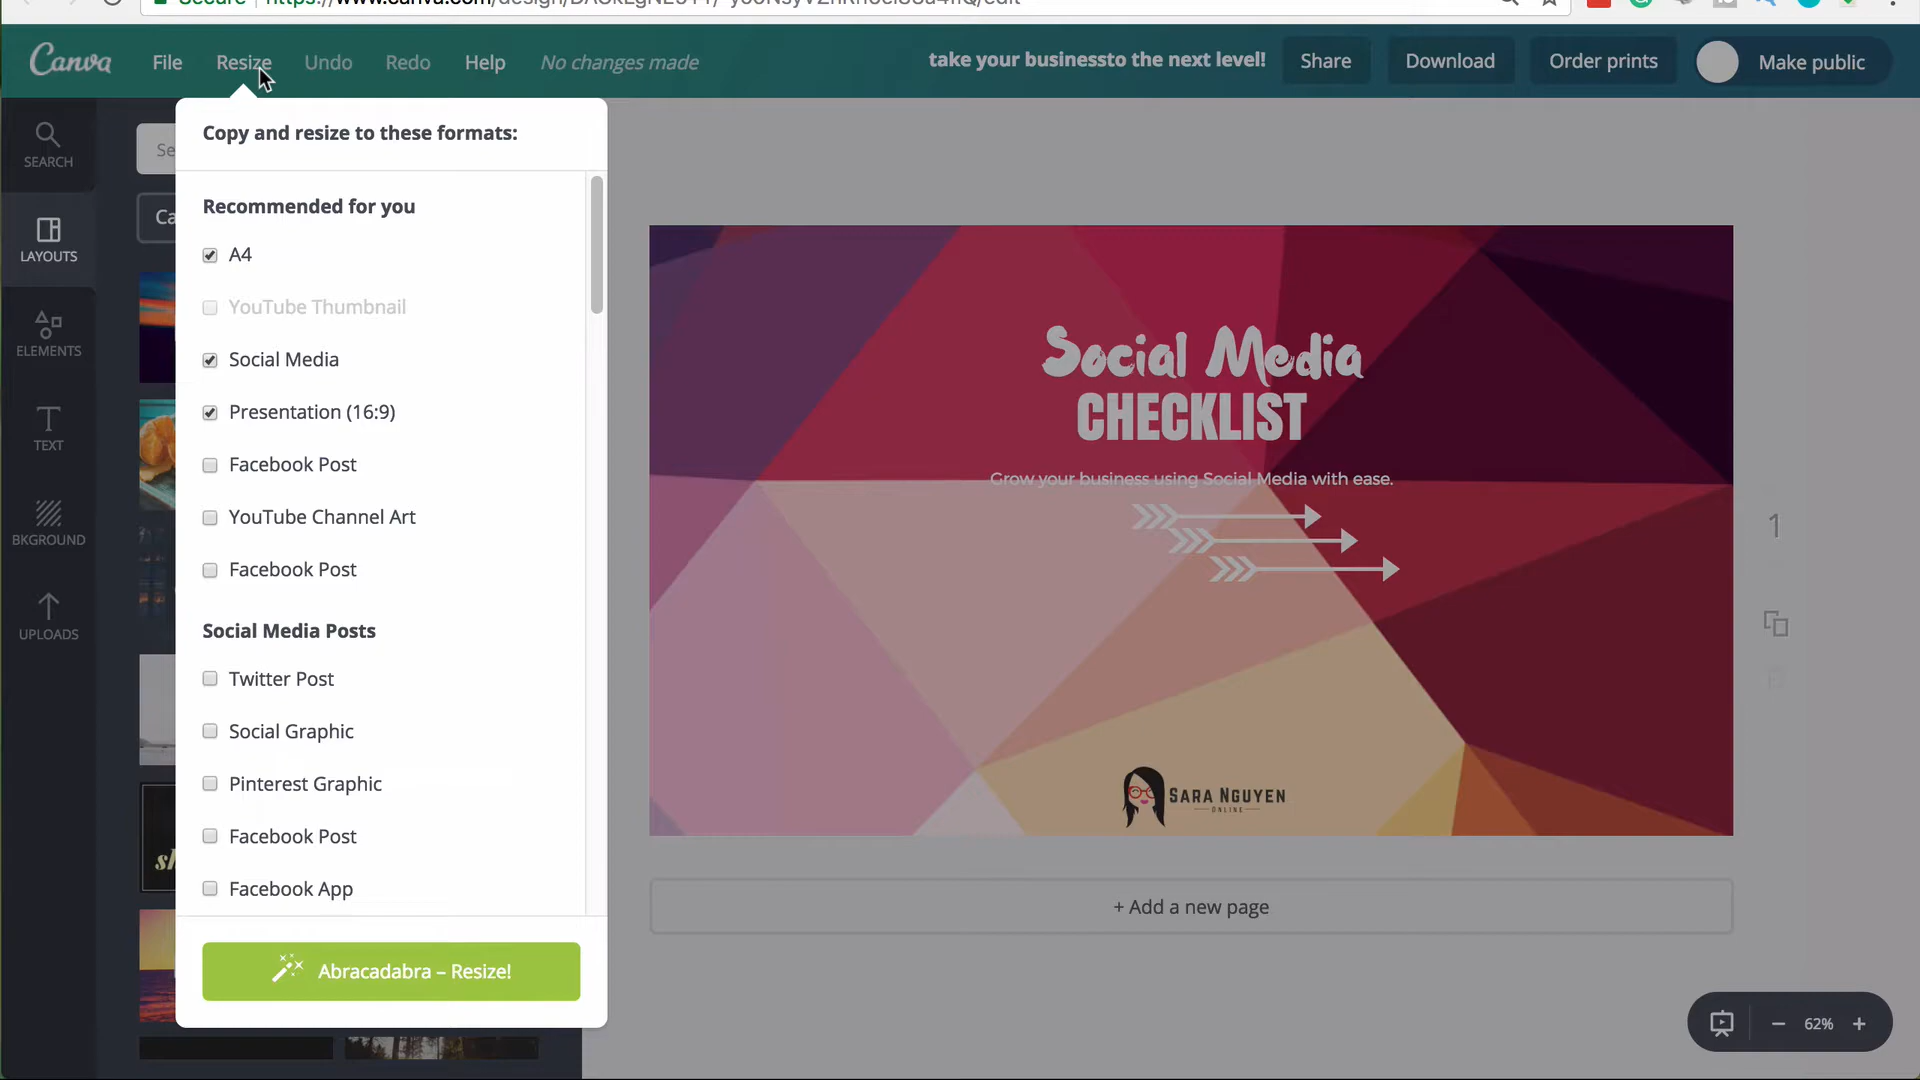 Secure
Canva
File
Resize
Undo
Redo
Help
No changes made
take your businessto the next level!
Share
Download
Order prints
Make public
SEARCH
LAYOUTS
ELEMENTS
TEXT
BKGROUND
UPLOADS
Copy and resize to these formats:
Recommended for you
A4
YouTube Thumbnail
Social Media
Presentation (16:9)
Facebook Post
YouTube Channel Art
Facebook Post
Social Media Posts
Twitter Post
Social Graphic
Pinterest Graphic
Facebook Post
Facebook App
Abracadabra – Resize!
Social Media
CHECKLIST
Grow your business using Social Media with ease.
SARA NGUYEN
ONLINE
1
+ Add a new page
62%